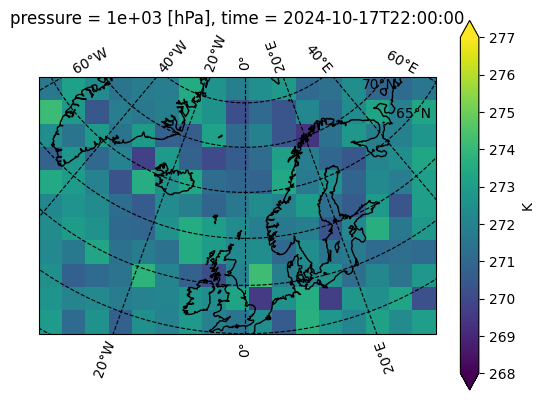 pressure = 1e+03 [hPa], time = 2024-10-17T22:00:00
60°W 40°W 20°W 0° 20°E 40°E 60°E
70°N
65°N
20°W 0° 20°E
277
276
275
274
273
272
271
270
269
268
K